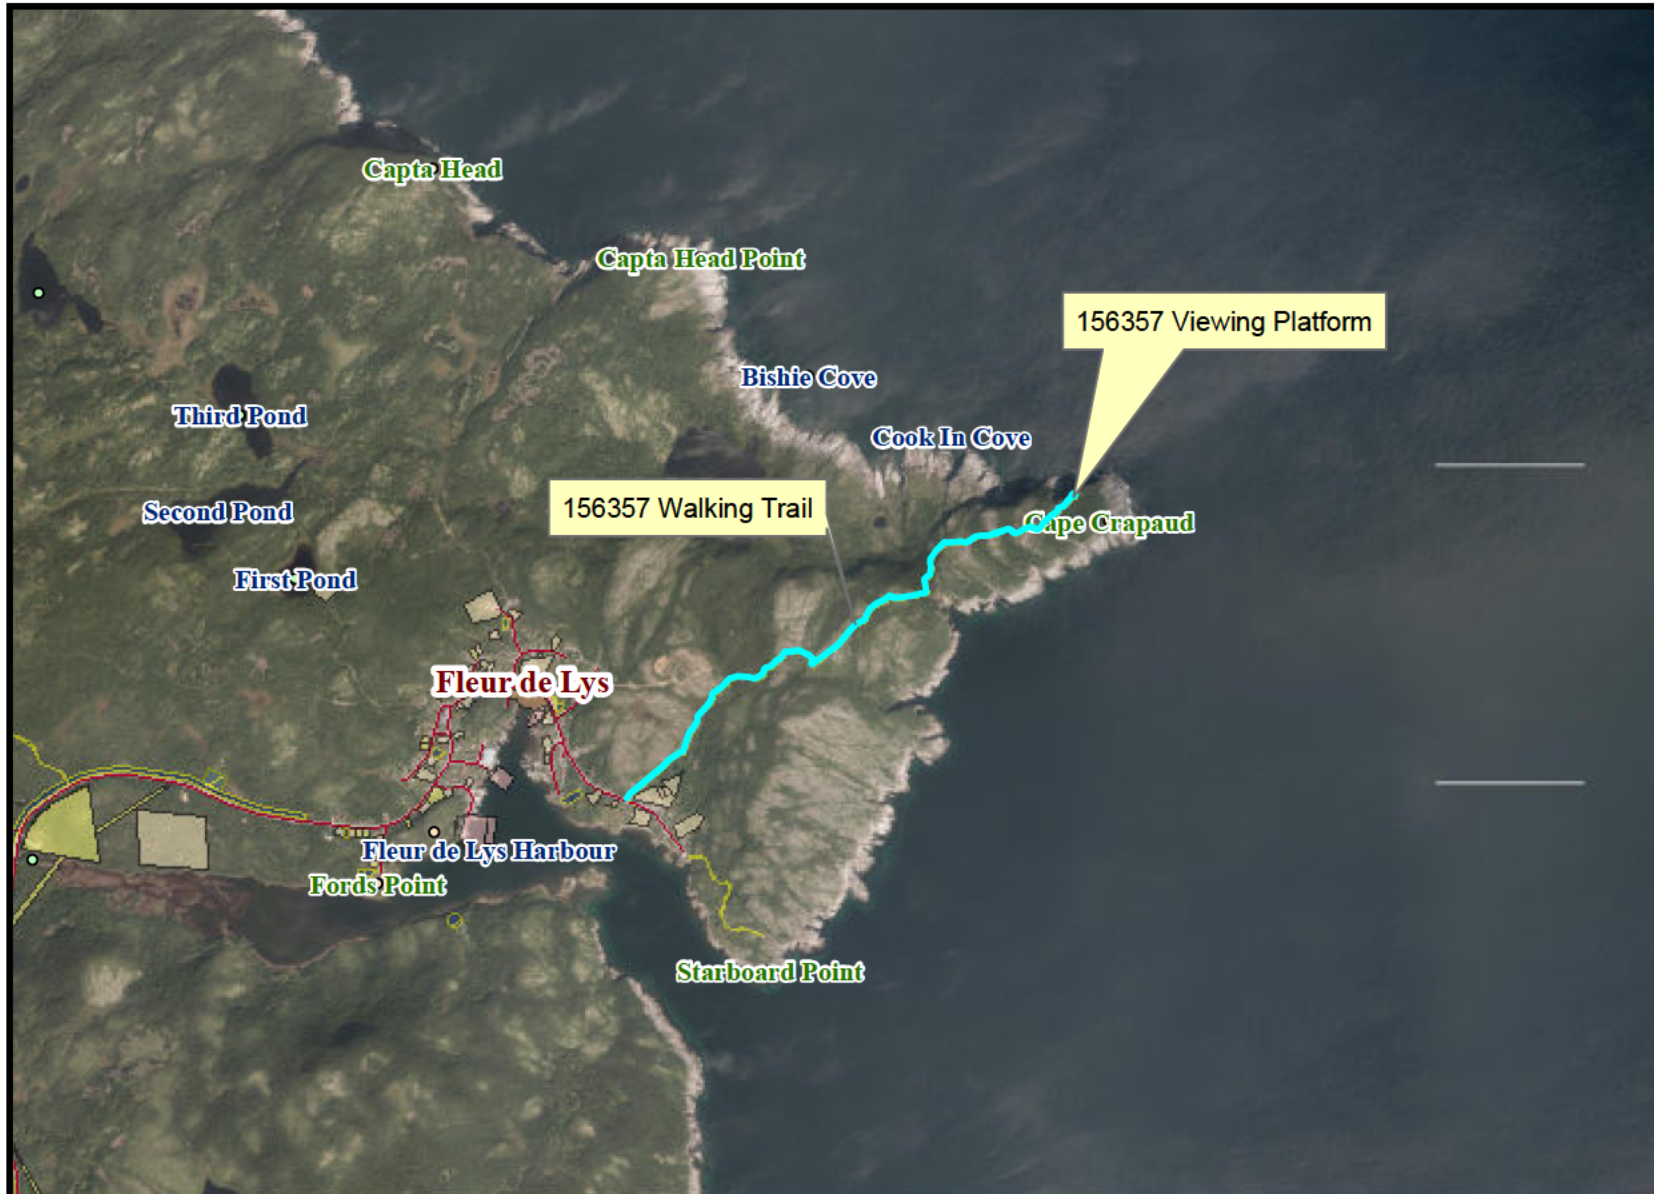 Capta Head
Capta Head Point
156357 Viewing Platform
Bishie Cove
Third Pond
Cook In Cove
156357 Walking Trail
Second Pond
Cape Crapaud
First Pond
Fleur de Lys
Fleur de Lys Harbour
Fords Point
Starboard Point